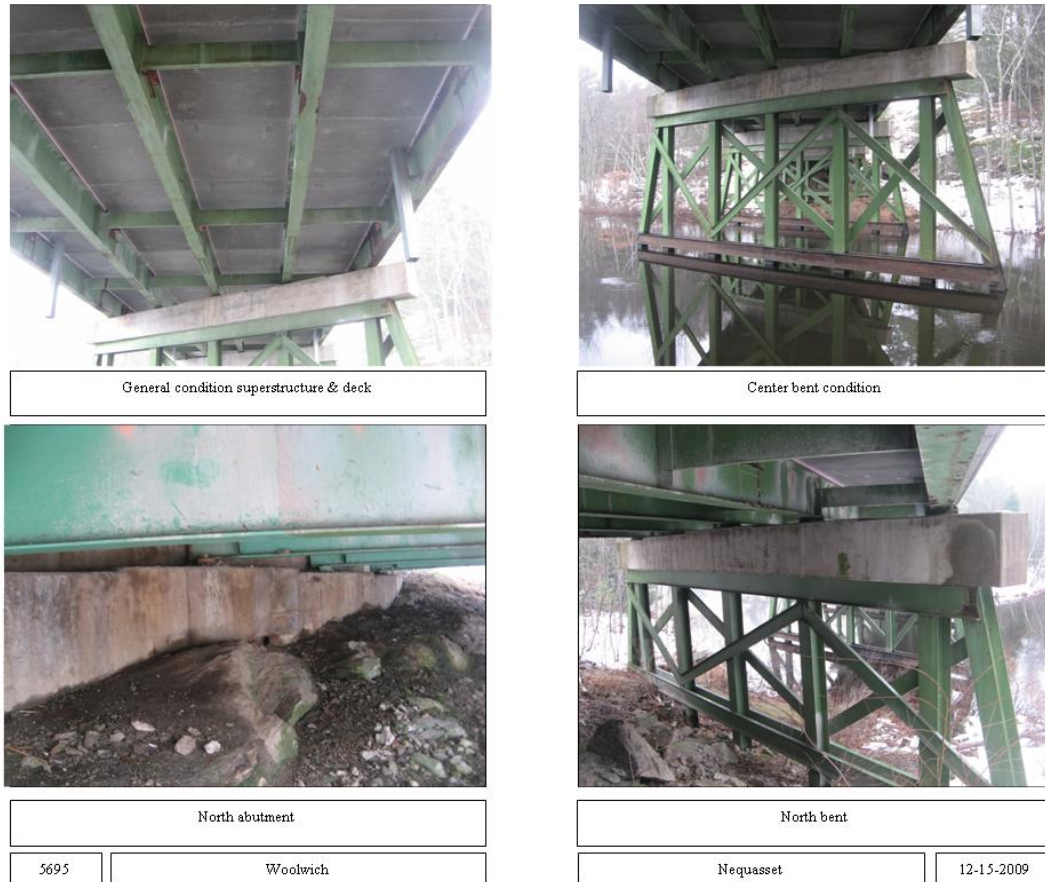 General condition superstructure & deck
Center bent condition
North abutment
North bent
5695
Woolwich
Nequasset
12-15-2009